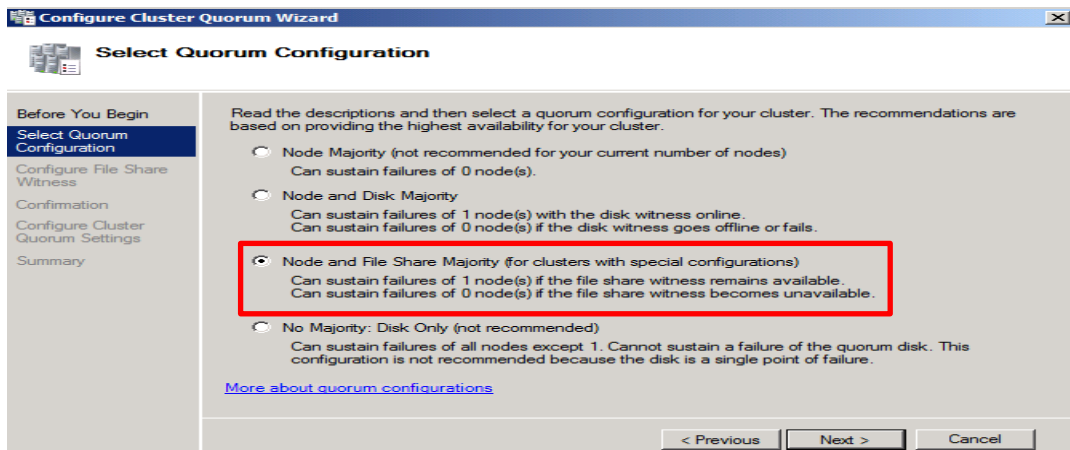 Configure Cluster Quorum Wizard
Select Quorum Configuration
Before You Begin
Select Quorum
Configuration
Configure File Share
Witness
Confirmation
Configure Cluster
Quorum Settings
Summary
Read the descriptions and then select a quorum configuration for your cluster. The recommendations are
based on providing the highest availability for your cluster.
Node Majority (not recommended for your current number of nodes)
Can sustain failures of 0 node(s).
Node and Disk Majority
Can sustain failures of 1 node(s) with the disk witness online.
Can sustain failures of 0 node(s) if the disk witness goes offline or fails.
Node and File Share Majority (for clusters with special configurations)
Can sustain failures of 1 node(s) if the file share witness remains available.
Can sustain failures of 0 node(s) if the file share witness becomes unavailable.
No Majority: Disk Only (not recommended)
Can sustain failures of all nodes except 1. Cannot sustain a failure of the quorum disk. This
configuration is not recommended because the disk is a single point of failure.
More about quorum configurations
< Previous
Next >
Cancel